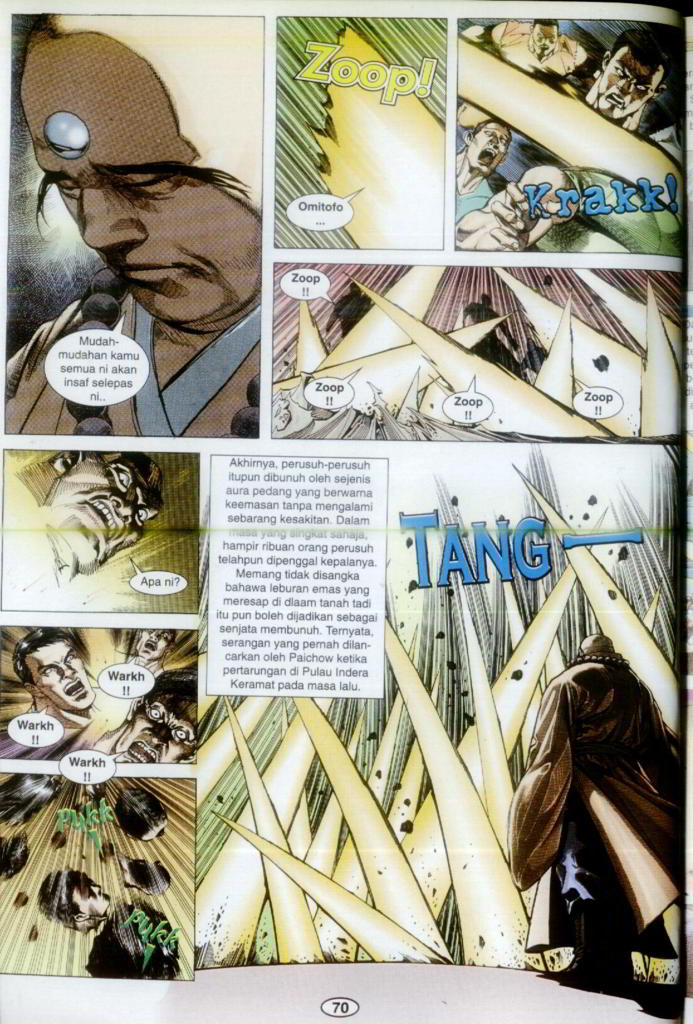 Mudah-
mudahan kamu
semua ni akan
insaf selepas
ni..
Zoop!
Omitofo
...
Krakk!
Zoop
!!
Zoop
!!
Zoop
!!
Zoop
!!
Apa ni?
Akhirnya, perusuh-perusuh
itupun dibunuh oleh sejenis
aura pedang yang berwarna
keemasan tanpa mengalami
sebarang kesakitan. Dalam
masa yang singkat sahaja,
hampir ribuan orang perusuh
telahpun dipenggal kepalanya.
Memang tidak disangka
bahawa leburan emas yang
meresap di dlaam tanah tadi
itu pun boleh dijadikan sebagai
senjata membunuh. Ternyata,
serangan yang pernah dilan-
carkan oleh Paichow ketika
pertarungan di Pulau Indera
Keramat pada masa lalu.
TANG—
Warkh
!!
Warkh
!!
Warkh
!!
Pukk
!
Pukk
!
70